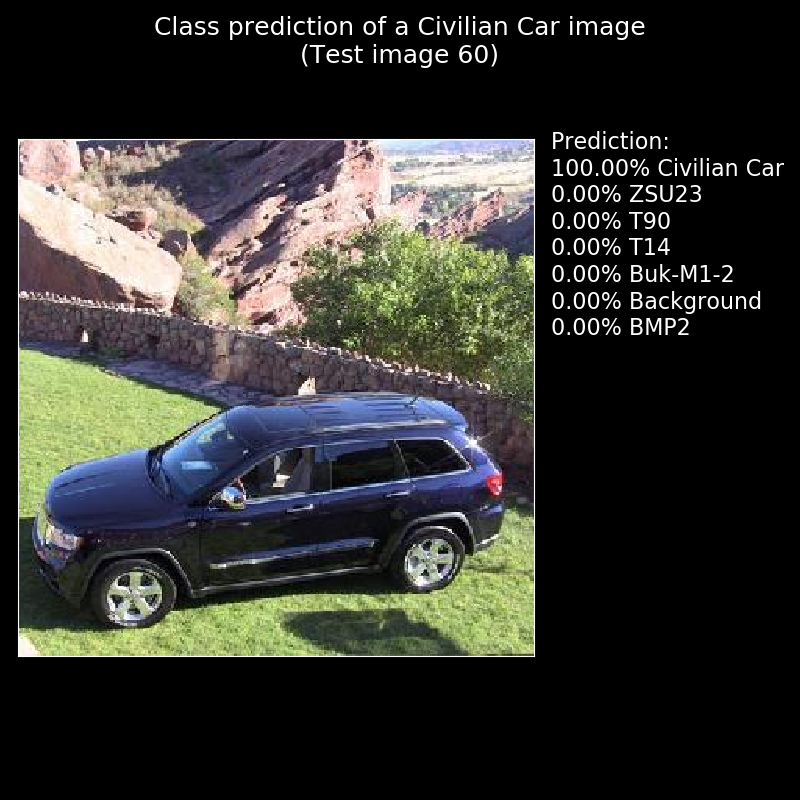 Class prediction of a Civilian Car image
(Test image 60)
Prediction:
100.00% Civilian Car
0.00% ZSU23
0.00% T90
0.00% T14
0.00% Buk-M1-2
0.00% Background
0.00% BMP2